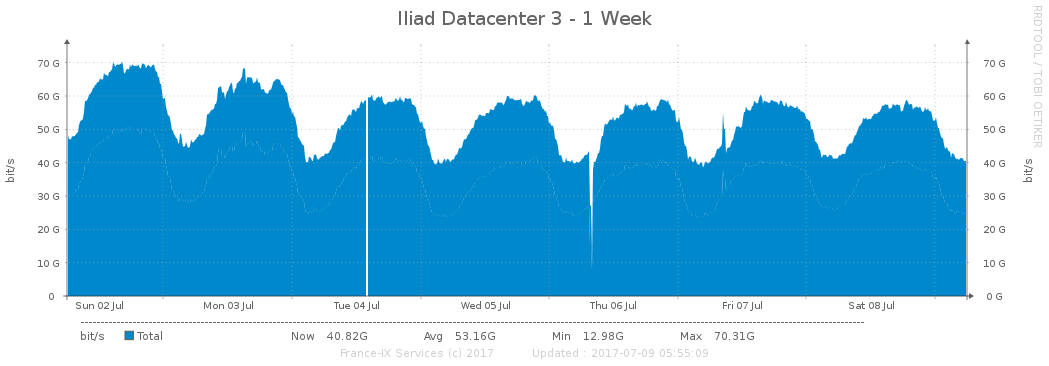 Iliad Datacenter 3 - 1 Week
RRDTOOL / TOBI OETIKER
70 G 70 G
60 G 60 G
50 G 50 G
40 G 40 G
30 G 30 G
20 G 20 G
10 G 10 G
0 0 G
bit/s bit/s
Sun 02 Jul Mon 03 Jul Tue 04 Jul Wed 05 Jul Thu 06 Jul Fri 07 Jul Sat 08 Jul
bit/s Total Now 40.82G Avg 53.16G Min 12.98G Max 70.31G
France-IX Services (c) 2017 Updated : 2017-07-09 05:55:09